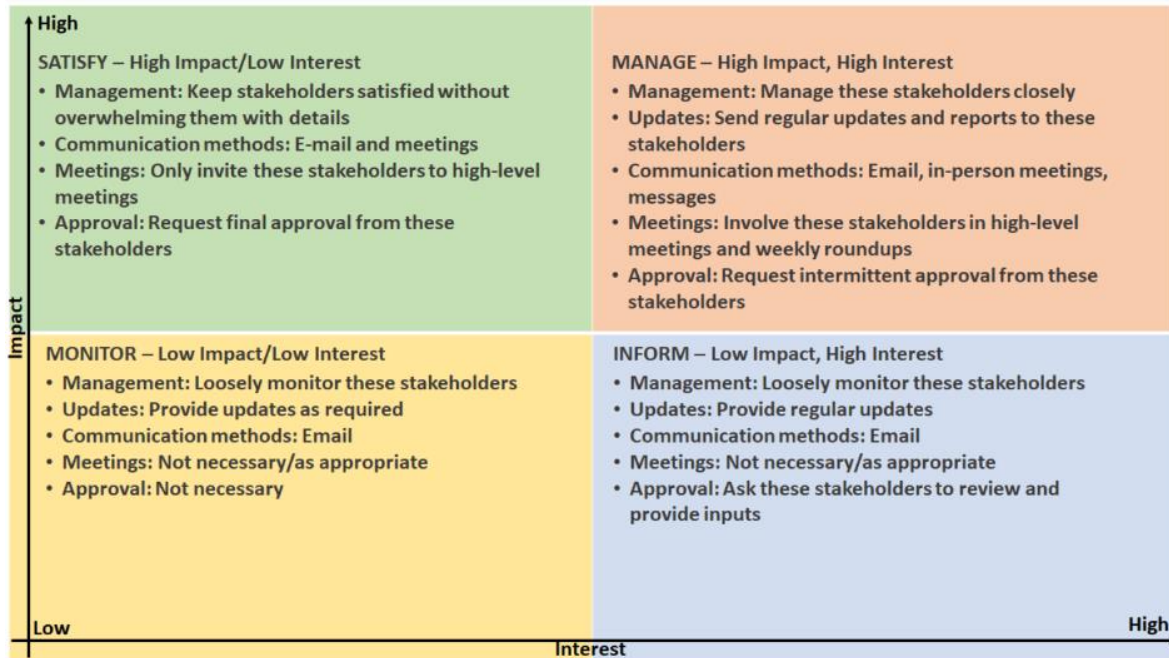 High
SATISFY – High Impact/Low Interest
• Management: Keep stakeholders satisfied without
overwhelming them with details
• Communication methods: E-mail and meetings
• Meetings: Only invite these stakeholders to high-level
meetings
• Approval: Request final approval from these
stakeholders
MANAGE – High Impact, High Interest
• Management: Manage these stakeholders closely
• Updates: Send regular updates and reports to these
stakeholders
• Communication methods: Email, in-person meetings,
messages
• Meetings: Involve these stakeholders in high-level
meetings and weekly roundups
• Approval: Request intermittent approval from these
stakeholders
Impact
MONITOR – Low Impact/Low Interest
• Management: Loosely monitor these stakeholders
• Updates: Provide updates as required
• Communication methods: Email
• Meetings: Not necessary/as appropriate
• Approval: Not necessary
INFORM – Low Impact, High Interest
• Management: Loosely monitor these stakeholders
• Updates: Provide regular updates
• Communication methods: Email
• Meetings: Not necessary/as appropriate
• Approval: Ask these stakeholders to review and
provide inputs
Low
High
Interest